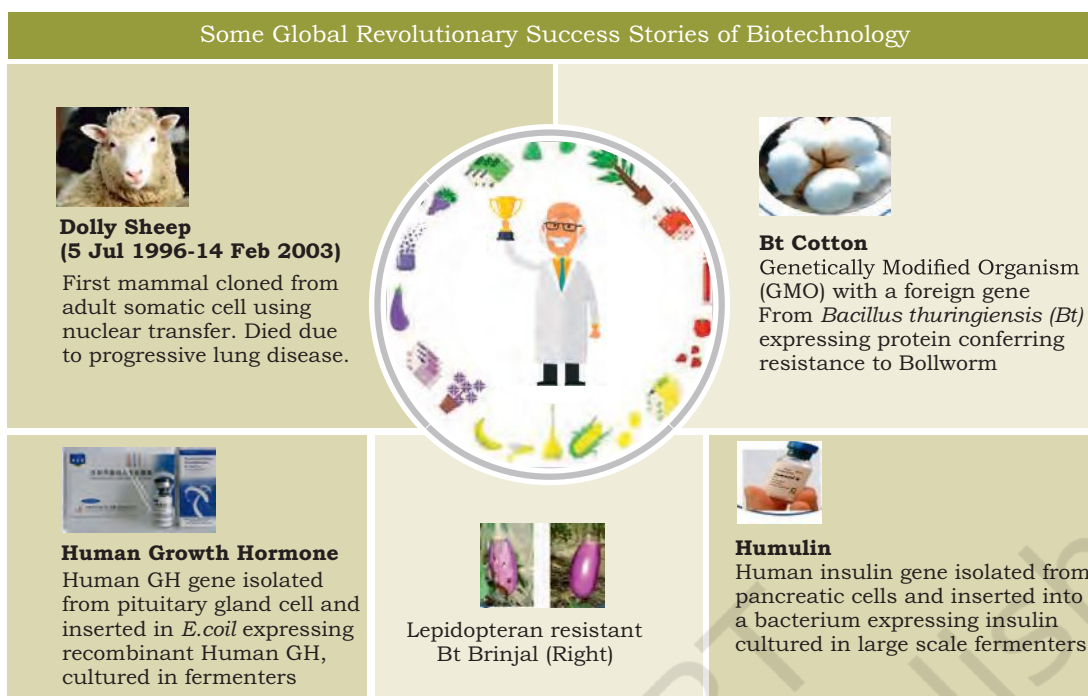 Some Global Revolutionary Success Stories of Biotechnology
Dolly Sheep
(5 Jul 1996-14 Feb 2003)
First mammal cloned from
adult somatic cell using
nuclear transfer. Died due
to progressive lung disease.
Bt Cotton
Genetically Modified Organism
(GMO) with a foreign gene
From Bacillus thuringiensis (Bt)
expressing protein conferring
resistance to Bollworm
Human Growth Hormone
Human GH gene isolated
from pituitary gland cell and
inserted in E.coil expressing
recombinant Human GH,
cultured in fermenters
Lepidopteran resistant
Bt Brinjal (Right)
Humulin
Human insulin gene isolated from
pancreatic cells and inserted into
a bacterium expressing insulin
cultured in large scale fermenters